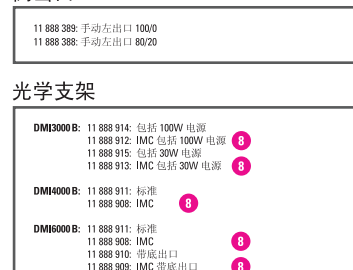 11 888 389: 手动左出口 100/0
11 888 388: 手动左出口 80/20
光学支架
DMI3000 B: 11 888 914: 包括 100W 电源
11 888 912: IMC 包括 100W 电源 8
11 888 915: 包括 30W 电源
11 888 913: IMC 包括 30W 电源 8
DMI4000 B: 11 888 911: 标准
11 888 908: IMC 8
DMI6000 B: 11 888 911: 标准
11 888 908: IMC 8
11 888 910: 带底出口
11 888 909: IMC 带底出口 8